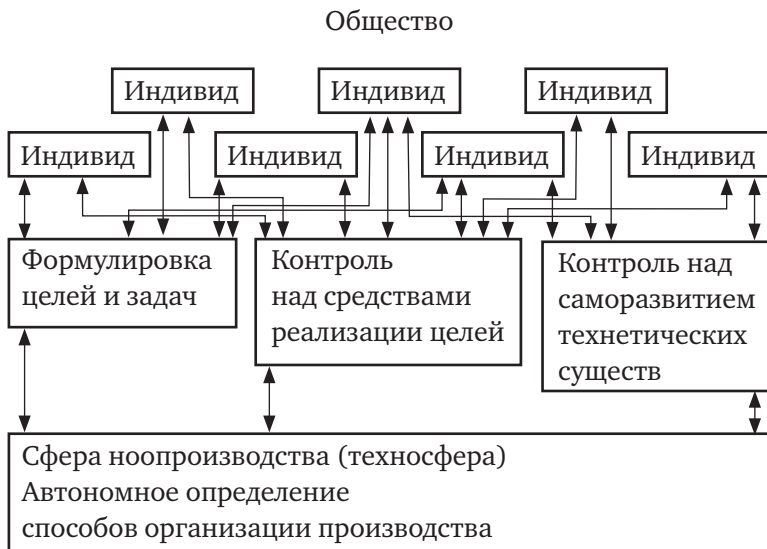 Общество
Индивид
Индивид
Индивид
Индивид
Индивид
Индивид
Индивид
Формулировка
целей и задач
Контроль
над средствами
реализации целей
Контроль над
саморазвитием
технетических
существ
Сфера ноопроизводства (техносфера)
Автономное определение
способов организации производства